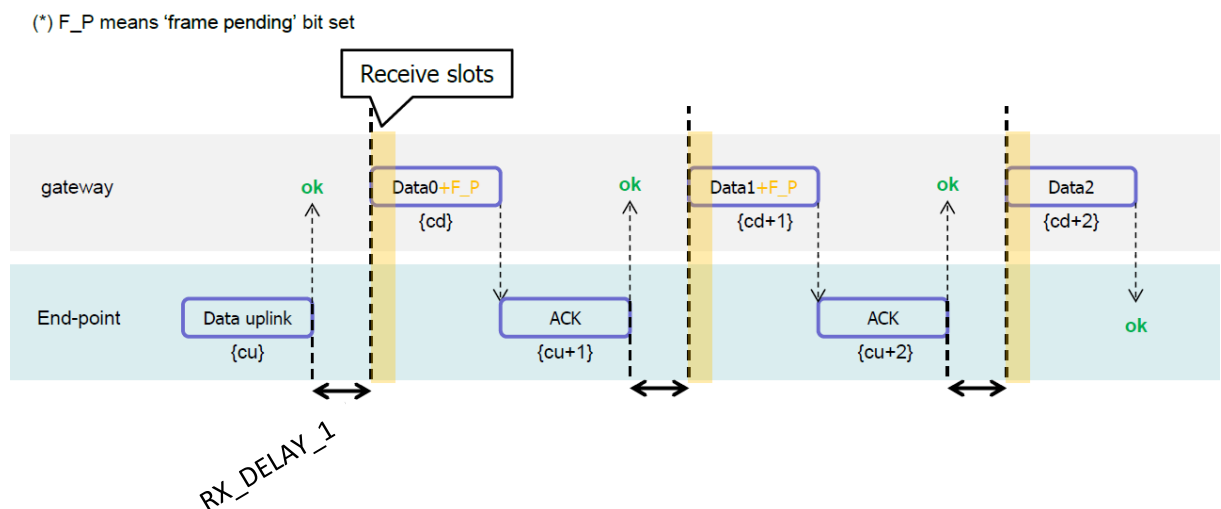 (*) F_P means ‘frame pending’ bit set
Receive slots
gateway
ok
Data0+F_P
{cd}
ok
Data1+F_P
{cd+1}
ok
Data2
{cd+2}
End-point
Data uplink
{cu}
ACK
{cu+1}
ACK
{cu+2}
ok
RX_DELAY_1